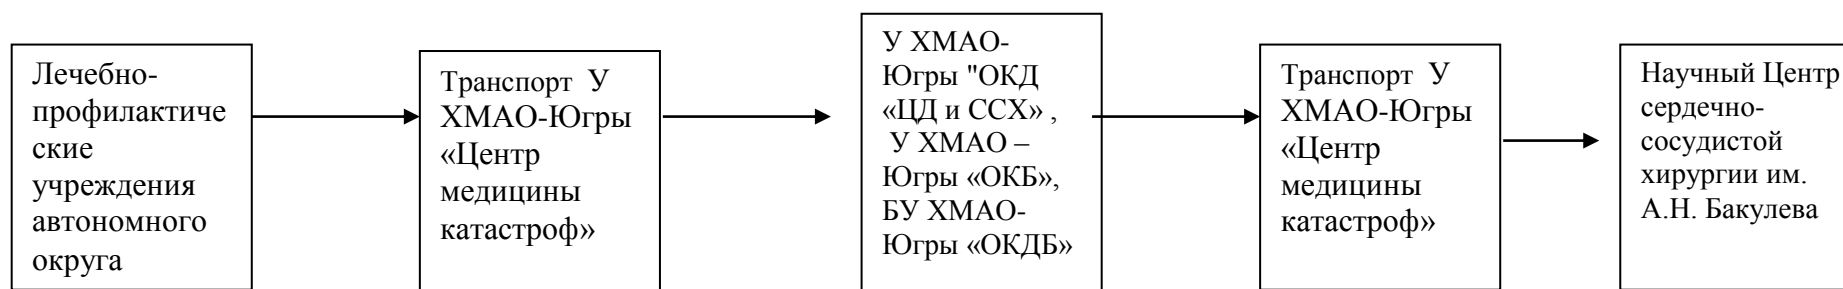 Лечебно-
профилактиче
ские
учреждения
автономного
округа
Транспорт У
ХМАО-Югры
«Центр
медицины
катастроф»
У ХМАО-
Югры "ОКД
«ЦД и ССХ» ,
У ХМАО –
Югры «ОКБ»,
БУ ХМАО-
Югры «ОКДБ»
Транспорт У
ХМАО-Югры
«Центр
медицины
катастроф»
Научный Центр
сердечно-
сосудистой
хирургии им.
А.Н. Бакулева